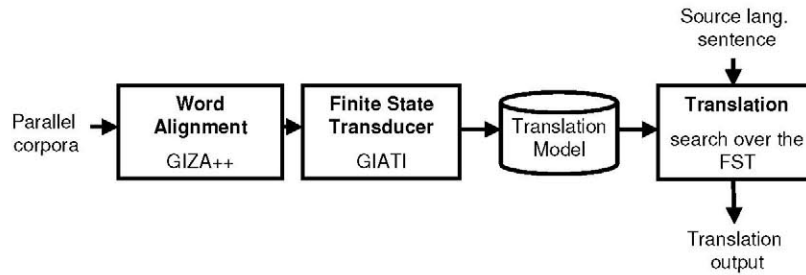 Source lang.
sentence
Parallel
corpora
Word
Alignment
GIZA++
Finite State
Transducer
GIATI
Translation
Model
Translation
search over the
FST
Translation
output